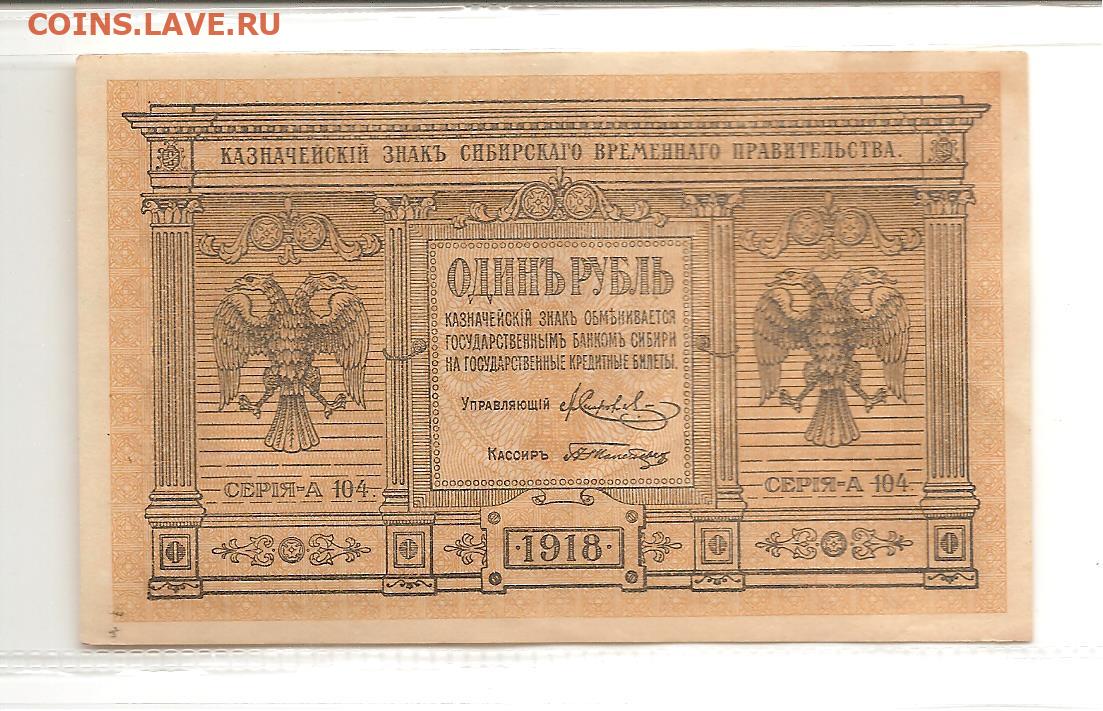 COINS.LAVE.RU
КАЗНАЧЕЙСКІЙ ЗНАКЪ СИБИРСКАГО ВРЕМЕННАГО ПРАВИТЕЛЬСТВА.
ОДИНЪ РУБЛЬ
КАЗНАЧЕЙСКІЙ ЗНАКЪ ОБМѢНИВАЕТСЯ
ГОСУДАРСТВЕННЫМЪ БАНКОМЪ СИБИРИ
НА ГОСУДАРСТВЕННЫЕ КРЕДИТНЫЕ БИЛЕТЫ.
УПРАВЛЯЮЩІЙ
КАССИРЪ
СЕРІЯ-А 104.
СЕРІЯ-А 104.
·1918·